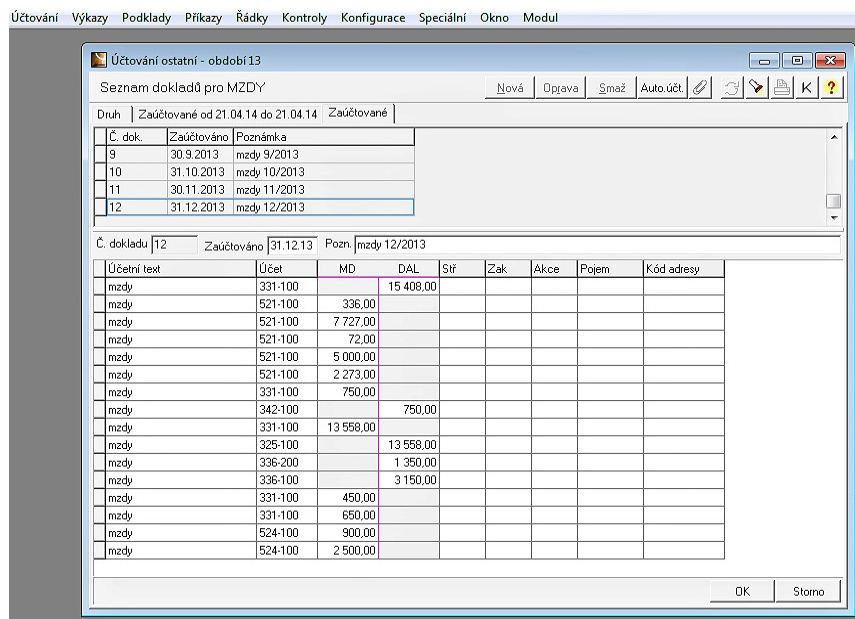 Účtování Výkazy Podklady Příkazy Řádky Kontroly Konfigurace Speciální Okno Modul
Účtování ostatní - období 13
Seznam dokladů pro MZDY Nová Oprava Smaž Auto.účt. K ?
Druh Zaúčtované od 21.04.14 do 21.04.14 Zaúčtované
Č. dok. Zaúčtováno Poznámka
9 30.9.2013 mzdy 9/2013
10 31.10.2013 mzdy 10/2013
11 30.11.2013 mzdy 11/2013
12 31.12.2013 mzdy 12/2013
Č. dokladu 12 Zaúčtováno 31.12.13 Pozn. mzdy 12/2013
Účetní text Účet MD DAL Stř Zak Akce Pojem Kód adresy
mzdy 331-100 15 408,00
mzdy 521-100 336,00
mzdy 521-100 7 727,00
mzdy 521-100 72,00
mzdy 521-100 5 000,00
mzdy 521-100 2 273,00
mzdy 331-100 750,00
mzdy 342-100 750,00
mzdy 331-100 13 558,00
mzdy 325-100 13 558,00
mzdy 336-200 1 350,00
mzdy 336-100 3 150,00
mzdy 331-100 450,00
mzdy 331-100 650,00
mzdy 524-100 900,00
mzdy 524-100 2 500,00
OK Storno